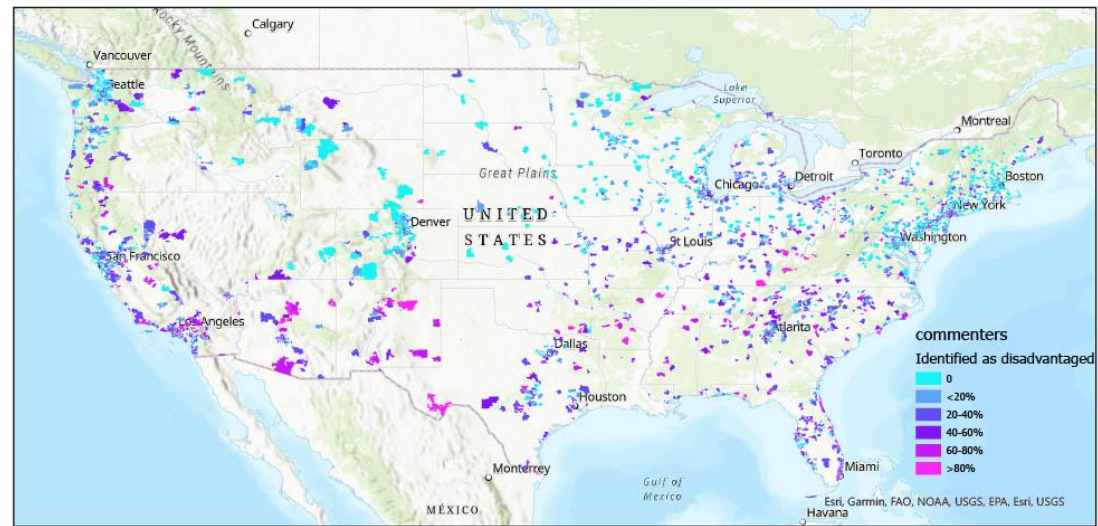 Calgary
Rocky Mountains
Vancouver
Seattle
Lake
Superior
Montreal
Toronto
Great Plains
Chicago
Detroit
Boston
New York
UNITED
STATES
Denver
St Louis
Washington
San Francisco
Los Angeles
Atlanta
Dallas
Houston
commenters
Identified as disadvantaged
0
<20%
20-40%
40-60%
60-80%
>80%
Miami
Monterrey
Gulf of
Mexico
MÉXICO
Esri, Garmin, FAO, NOAA, USGS, EPA, Esri, USGS
Havana